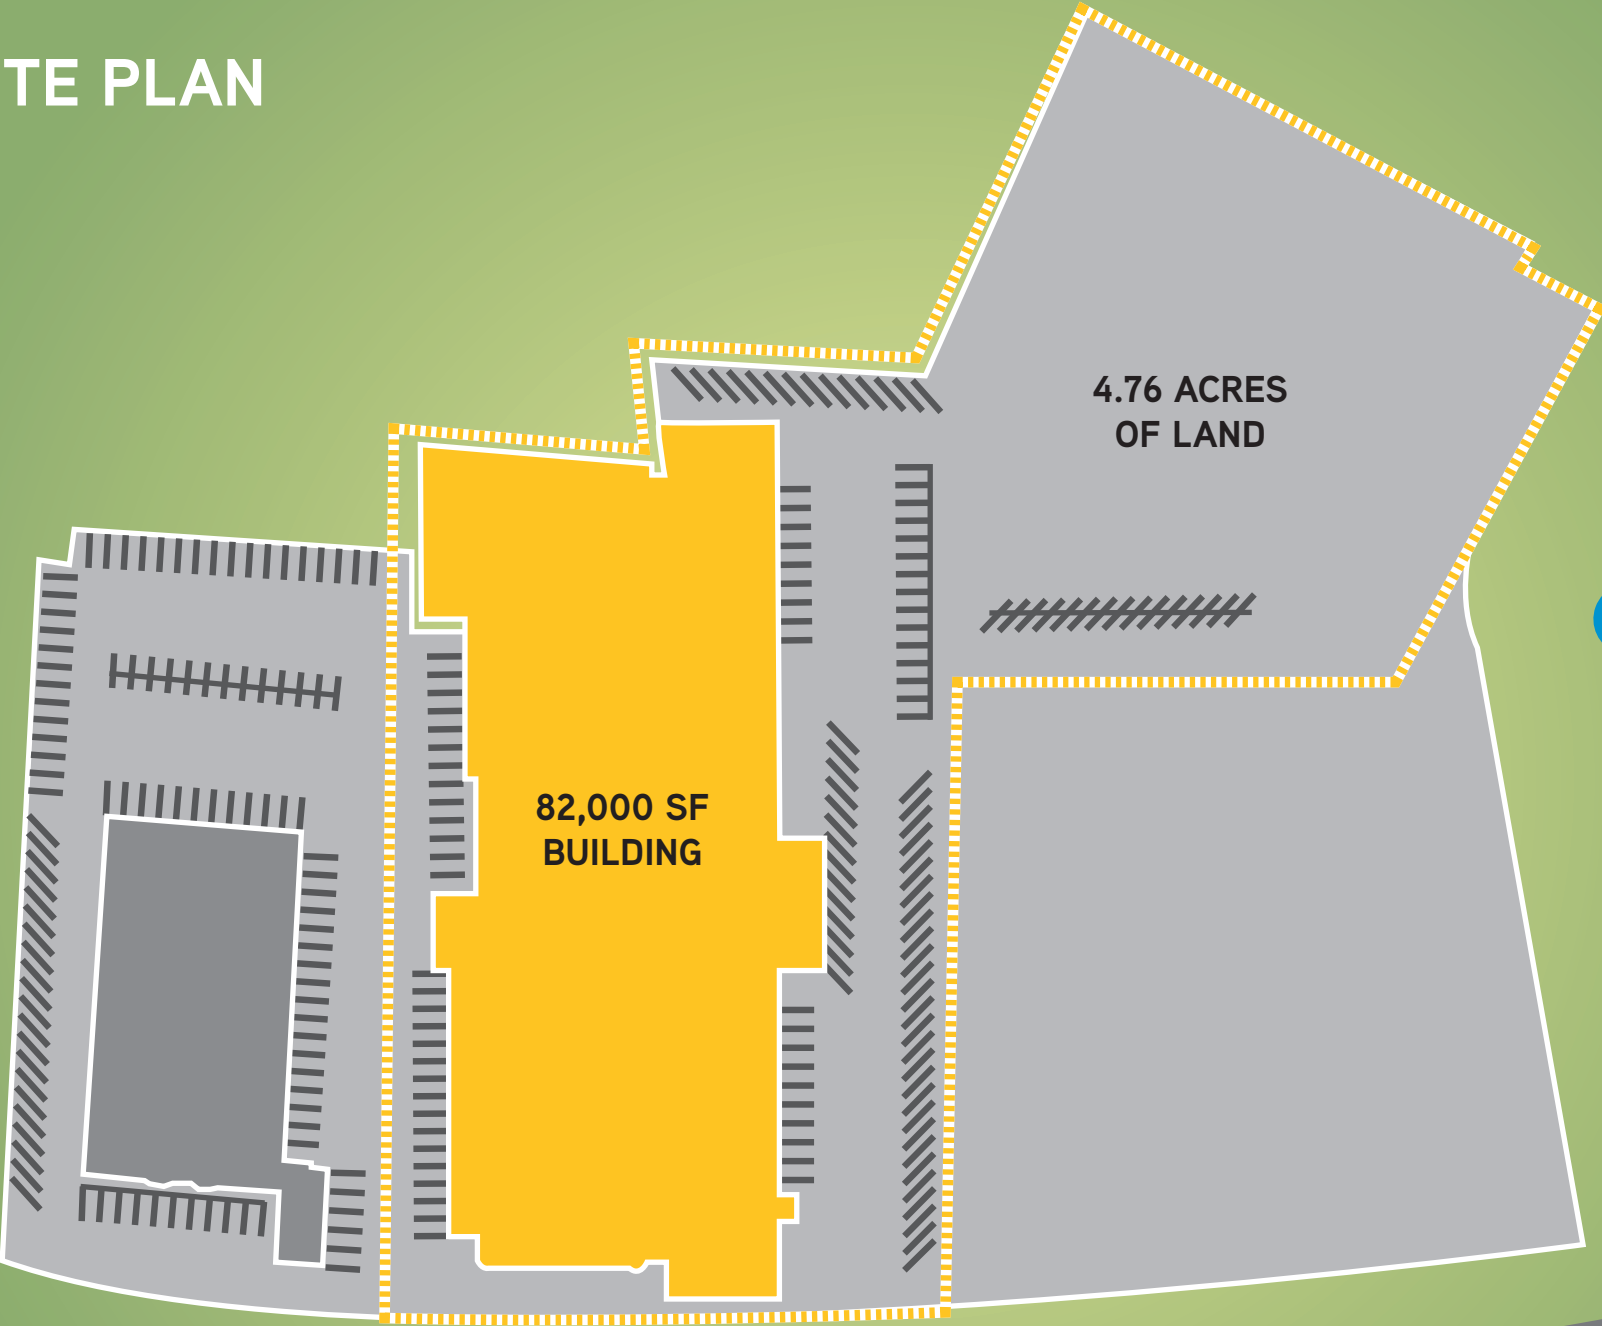 TE PLAN
4.76 ACRES
OF LAND
82,000 SF
BUILDING